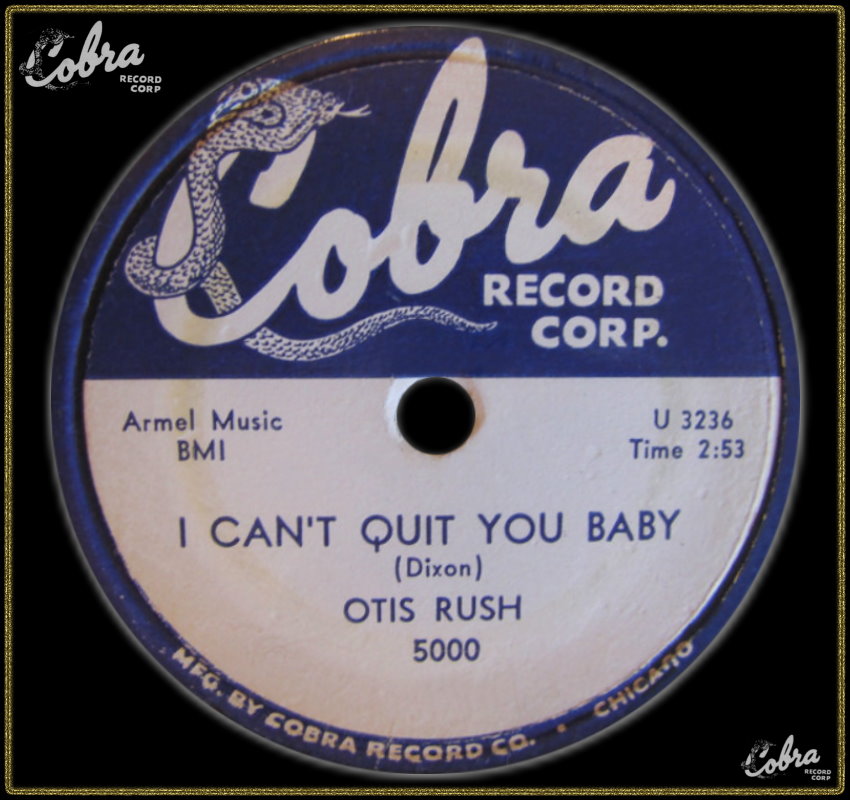 Cobra
RECORD
CORP
Cobra
RECORD
CORP.
Armel Music
BMI
U 3236
Time 2:53
I CAN'T QUIT YOU BABY
(Dixon)
OTIS RUSH
5000
MFG. BY COBRA RECORD CO. • CHICAGO
Cobra
RECORD
CORP